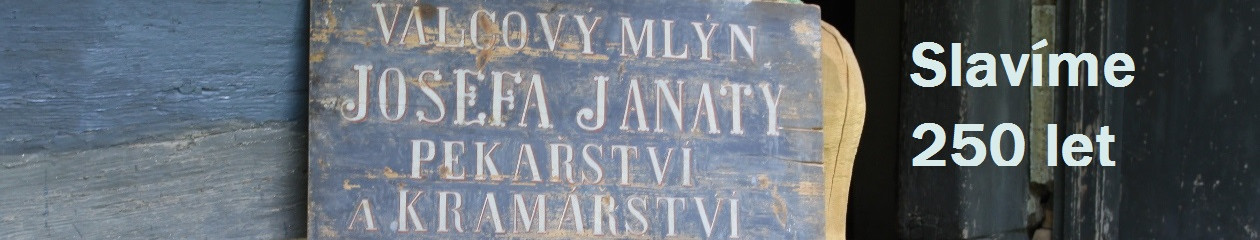 VÁLCOVÝ MLÝN
JOSEFA JANATY
PEKAŘSTVÍ
A KRAMÁŘSTVÍ
Slavíme
250 let